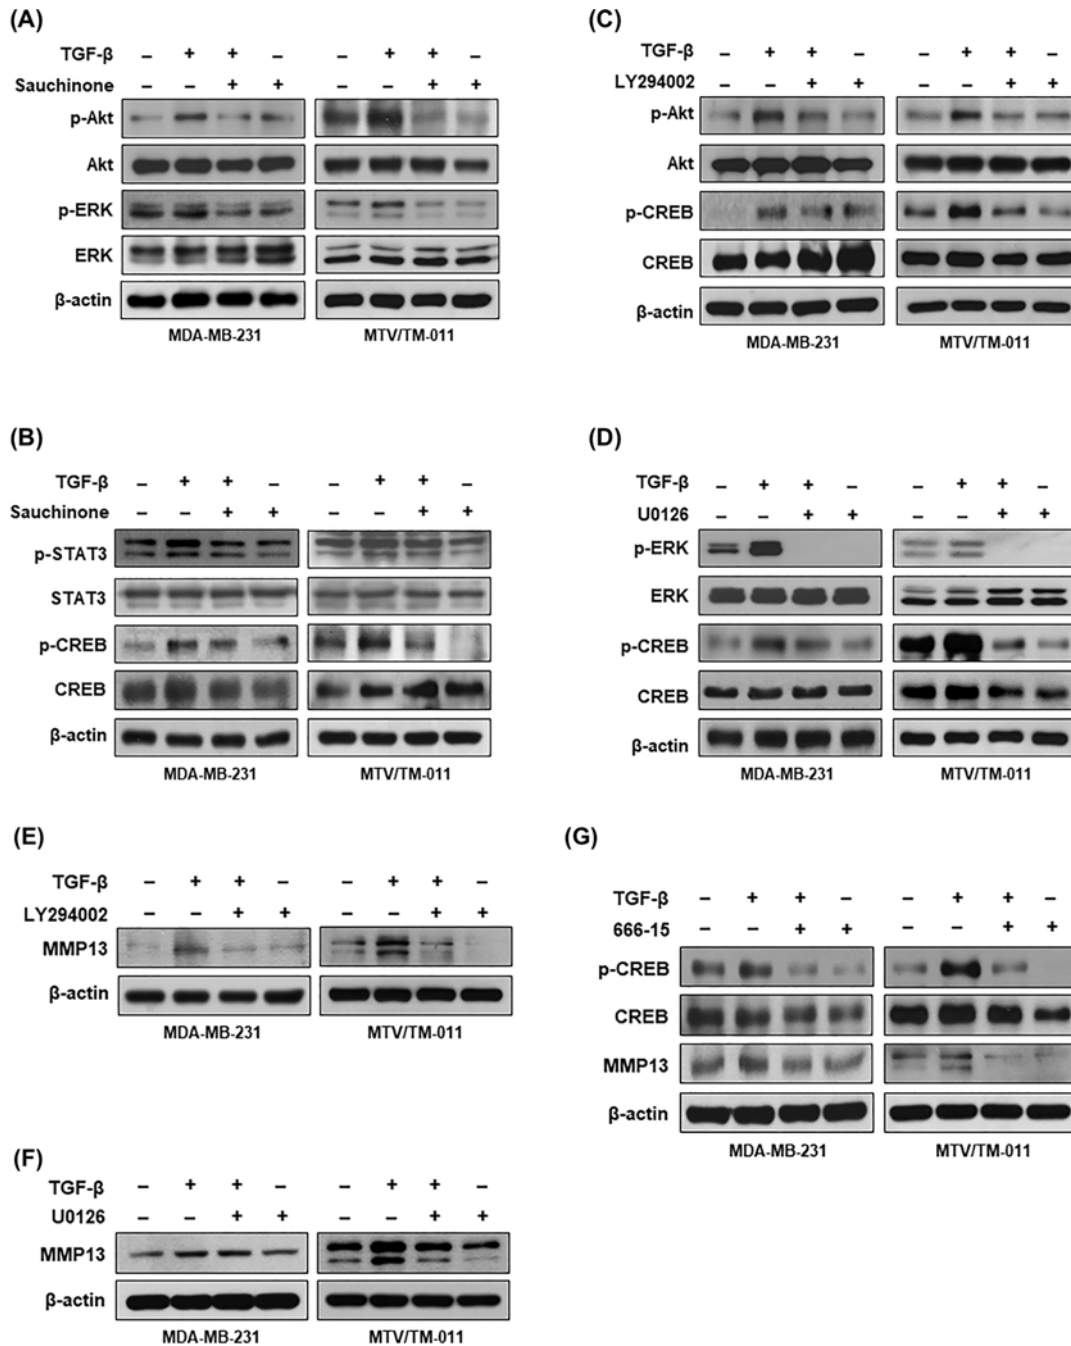 (A)
TGF-β – + + – – + + –
Sauchinone – – + + – – + +
p-Akt
Akt
p-ERK
ERK
β-actin
MDA-MB-231 MTV/TM-011
(C)
TGF-β – + + – – + + –
LY294002 – – + + – – + +
p-Akt
Akt
p-CREB
CREB
β-actin
MDA-MB-231 MTV/TM-011
(B)
TGF-β – + + – – + + –
Sauchinone – – + + – – + +
p-STAT3
STAT3
p-CREB
CREB
β-actin
MDA-MB-231 MTV/TM-011
(D)
TGF-β – + + – – + + –
U0126 – – + + – – + +
p-ERK
ERK
p-CREB
CREB
β-actin
MDA-MB-231 MTV/TM-011
(E)
TGF-β – + + – – + + –
LY294002 – – + + – – + +
MMP13
β-actin
MDA-MB-231 MTV/TM-011
(G)
TGF-β – + + – – + + –
666-15 – – + + – – + +
p-CREB
CREB
MMP13
β-actin
MDA-MB-231 MTV/TM-011
(F)
TGF-β – + + – – + + –
U0126 – – + + – – + +
MMP13
β-actin
MDA-MB-231 MTV/TM-011